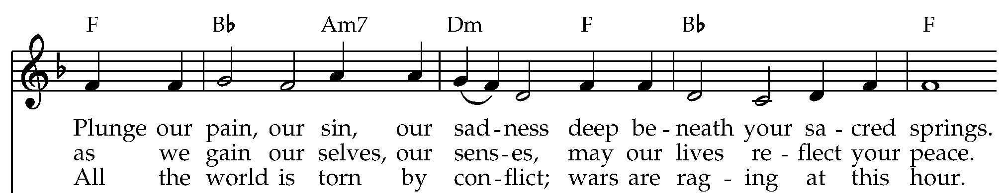 F B♭ Am7 Dm F B♭ F
Plunge our pain, our sin, our sad - ness deep be - neath your sa - cred springs.
as we gain our selves, our sens - es, may our lives re - flect your peace.
All the world is torn by con - flict; wars are rag - ing at this hour.